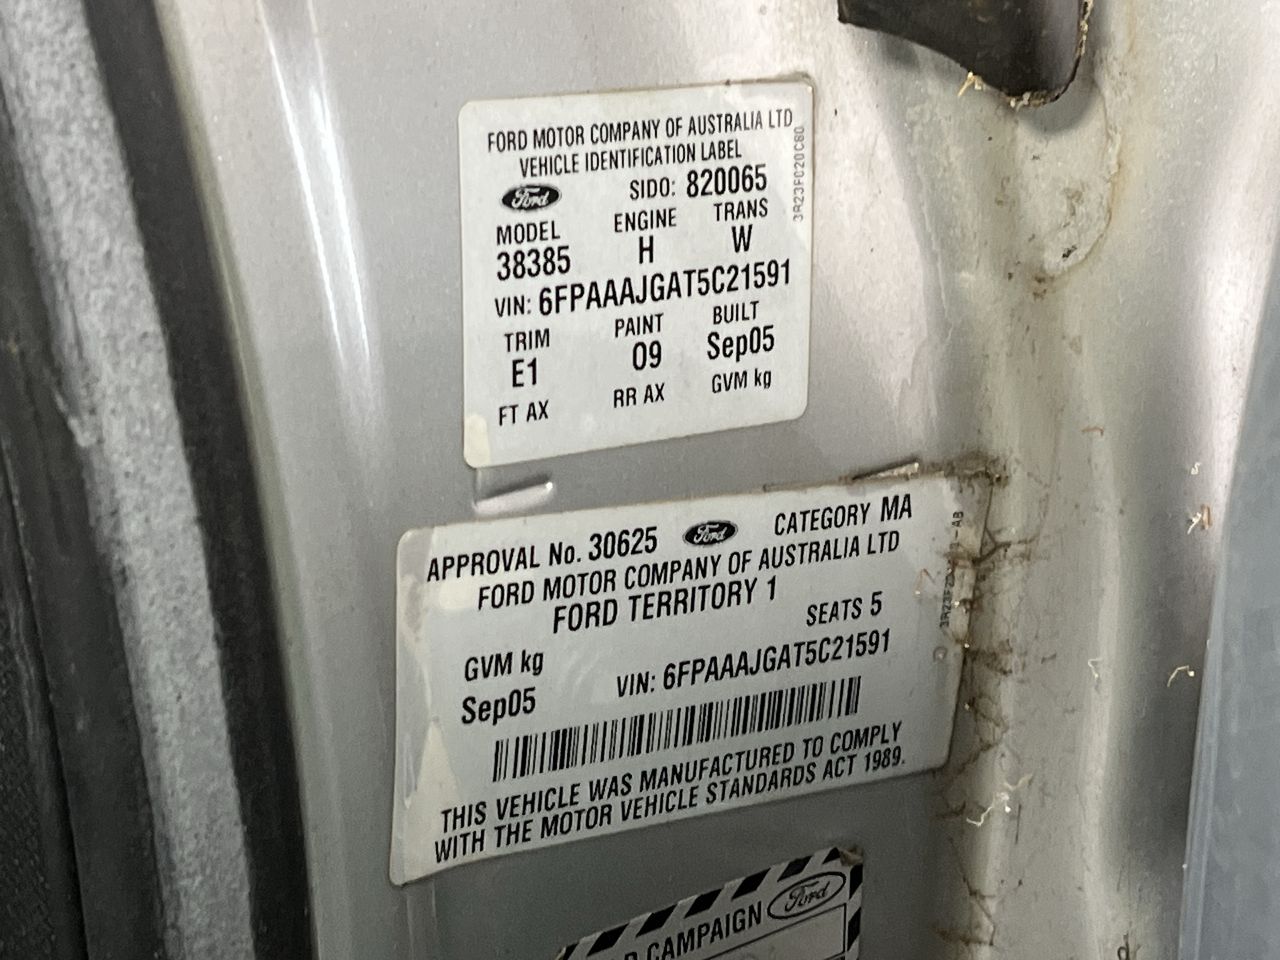 FORD MOTOR COMPANY OF AUSTRALIA LTD
VEHICLE IDENTIFICATION LABEL
Ford SIDO: 820065
MODEL ENGINE TRANS
38385 H W
VIN: 6FPAAAJGAT5C21591
TRIM PAINT BUILT
E1 09 Sep05
FT AX RR AX GVM kg
3R23F020C80
APPROVAL No. 30625 Ford CATEGORY MA
FORD MOTOR COMPANY OF AUSTRALIA LTD
FORD TERRITORY 1
SEATS 5
GVM kg
Sep05 VIN: 6FPAAAJGAT5C21591
THIS VEHICLE WAS MANUFACTURED TO COMPLY
WITH THE MOTOR VEHICLE STANDARDS ACT 1989.
CAMPAIGN Ford